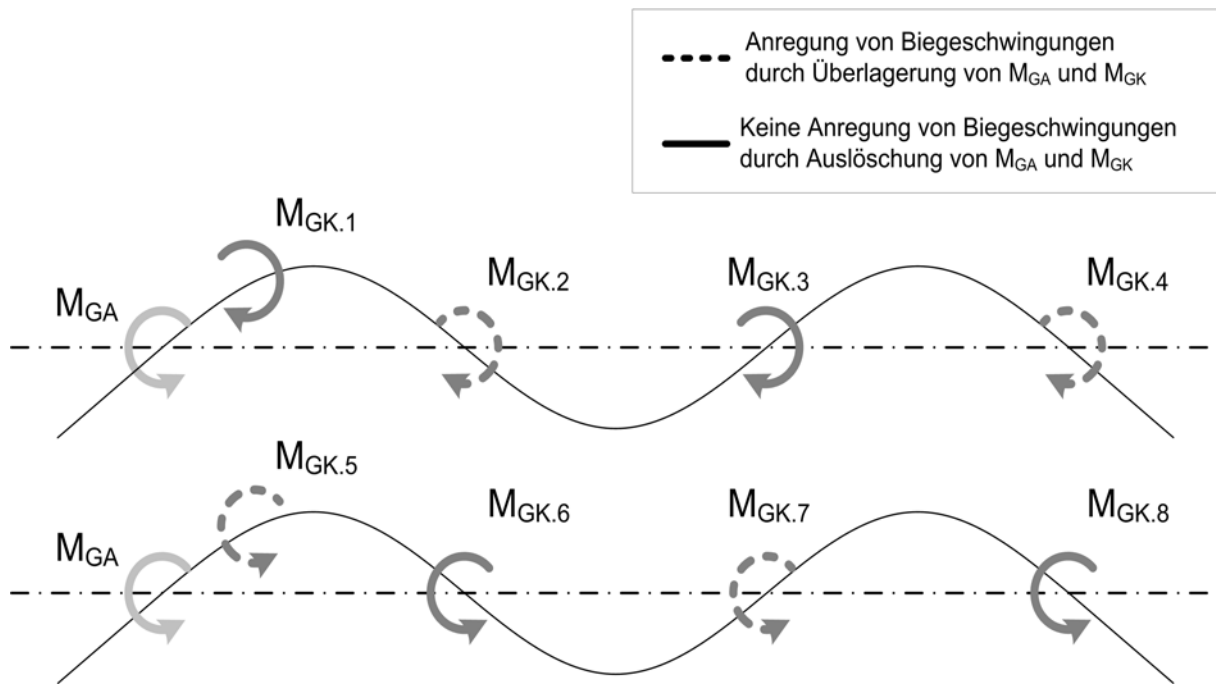 Anregung von Biegeschwingungen
durch Überlagerung von MGA und MGK
Keine Anregung von Biegeschwingungen
durch Auslöschung von MGA und MGK
MGK.1
MGA
MGK.2
MGK.3
MGK.4
MGK.5
MGA
MGK.6
MGK.7
MGK.8